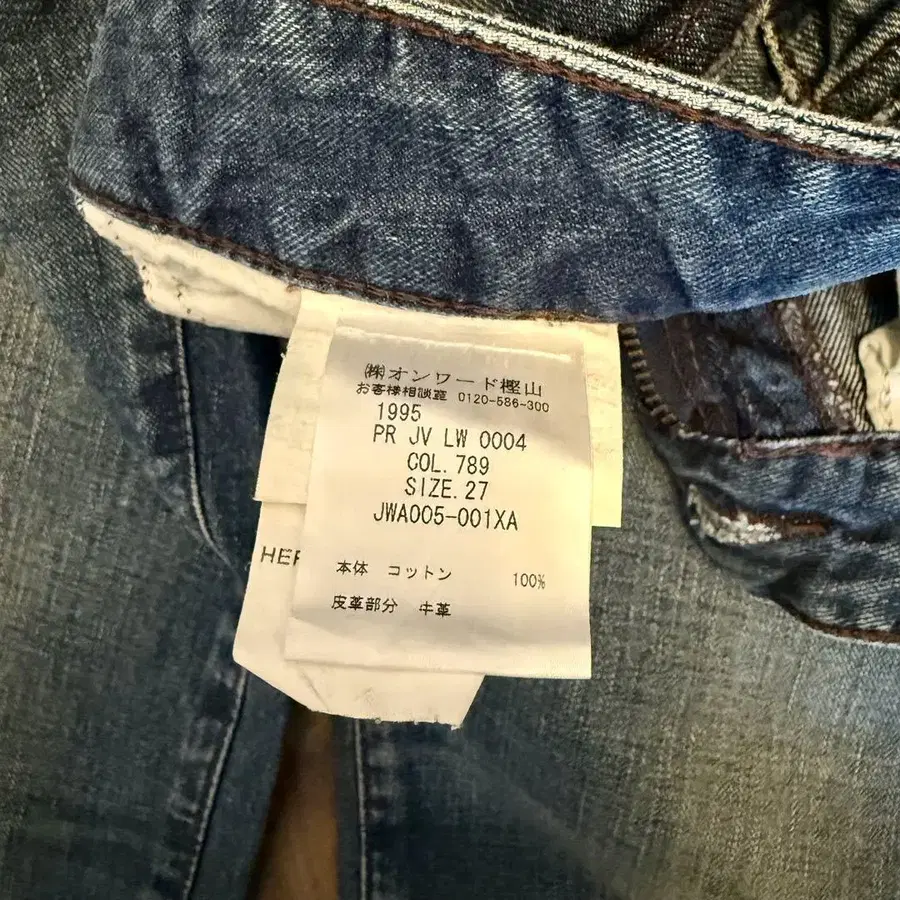 ㈱オンワード樫山
お客様相談室 0120-586-300
1995
PR JV LW 0004
COL. 789
SIZE. 27
JWA005-001XA
HER
本体 コットン 100%
皮革部分 牛革